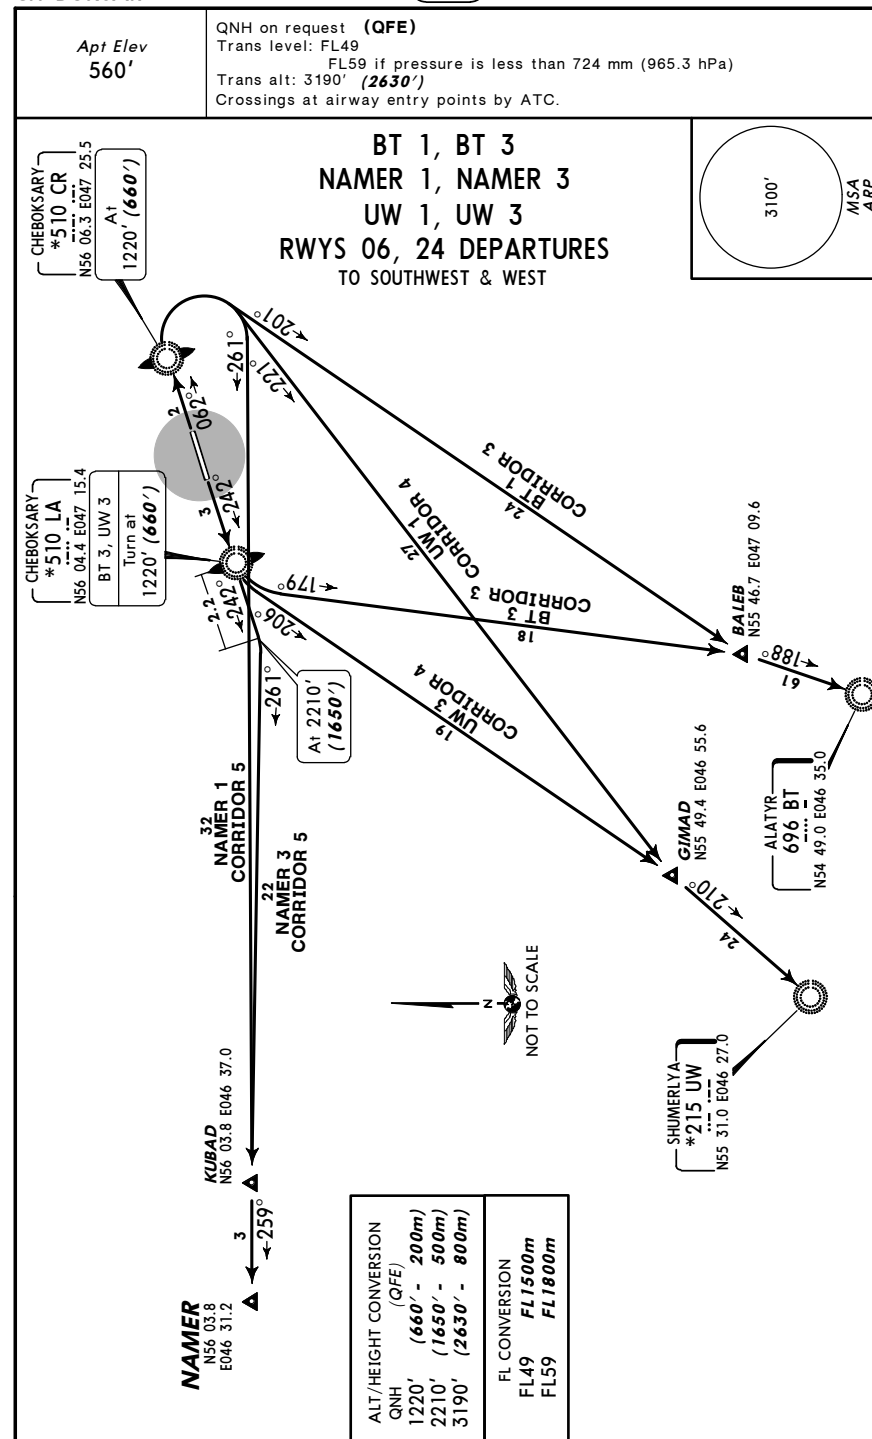 Apt Elev
560'
QNH on request (QFE)
Trans level: FL49
FL59 if pressure is less than 724 mm (965.3 hPa)
Trans alt: 3190' (2630')
Crossings at airway entry points by ATC.
BT 1, BT 3
NAMER 1, NAMER 3
UW 1, UW 3
RWYS 06, 24 DEPARTURES
TO SOUTHWEST & WEST
3100'
MSA
ARP
CHEBOKSARY
*510 CR
N56 06.3 E047 25.5
At
1220' (660')
201°
261°
221°
2
062°
242°
3
CHEBOKSARY
*510 LA
N56 04.4 E047 15.4
BT 3, UW 3
Turn at
1220' (660')
24
BT 1
CORRIDOR 3
27
UW 1
CORRIDOR 4
179°
18
BT 3
CORRIDOR 3
2.2
242°
206°
19
UW 3
CORRIDOR 4
261°
At 2210'
(1650')
BALEB
N55 46.7 E047 09.6
188°
61
ALATYR
696 BT
N54 49.0 E046 35.0
32
NAMER 1
CORRIDOR 5
22
NAMER 3
CORRIDOR 5
GIMAD
N55 49.4 E046 55.6
210°
24
SHUMERLYA
*215 UW
N55 31.0 E046 27.0
N
NOT TO SCALE
KUBAD
N56 03.8 E046 37.0
3
259°
NAMER
N56 03.8
E046 31.2
ALT/HEIGHT CONVERSION
QNH (QFE)
1220' (660' - 200m)
2210' (1650' - 500m)
3190' (2630' - 800m)
FL CONVERSION
FL49 FL1500m
FL59 FL1800m